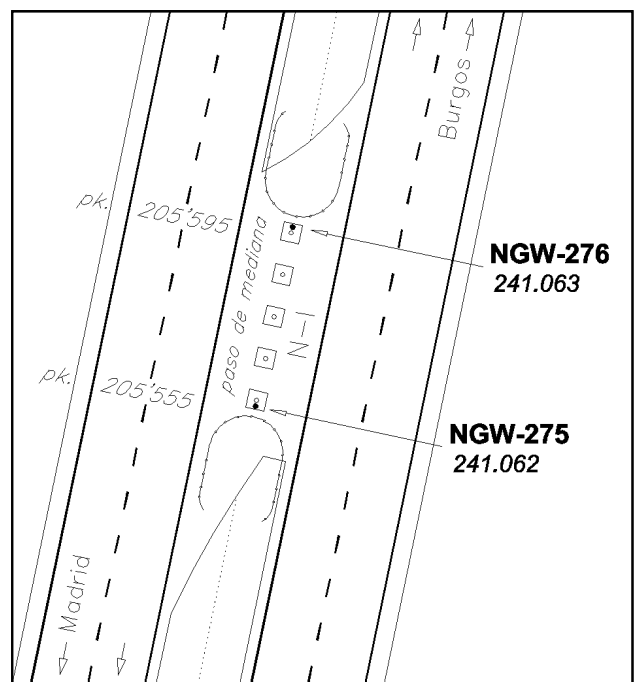 Burgos
pk. 205'595
NGW-276
241.063
paso de mediana
N-I
pk. 205'555
NGW-275
241.062
Madrid